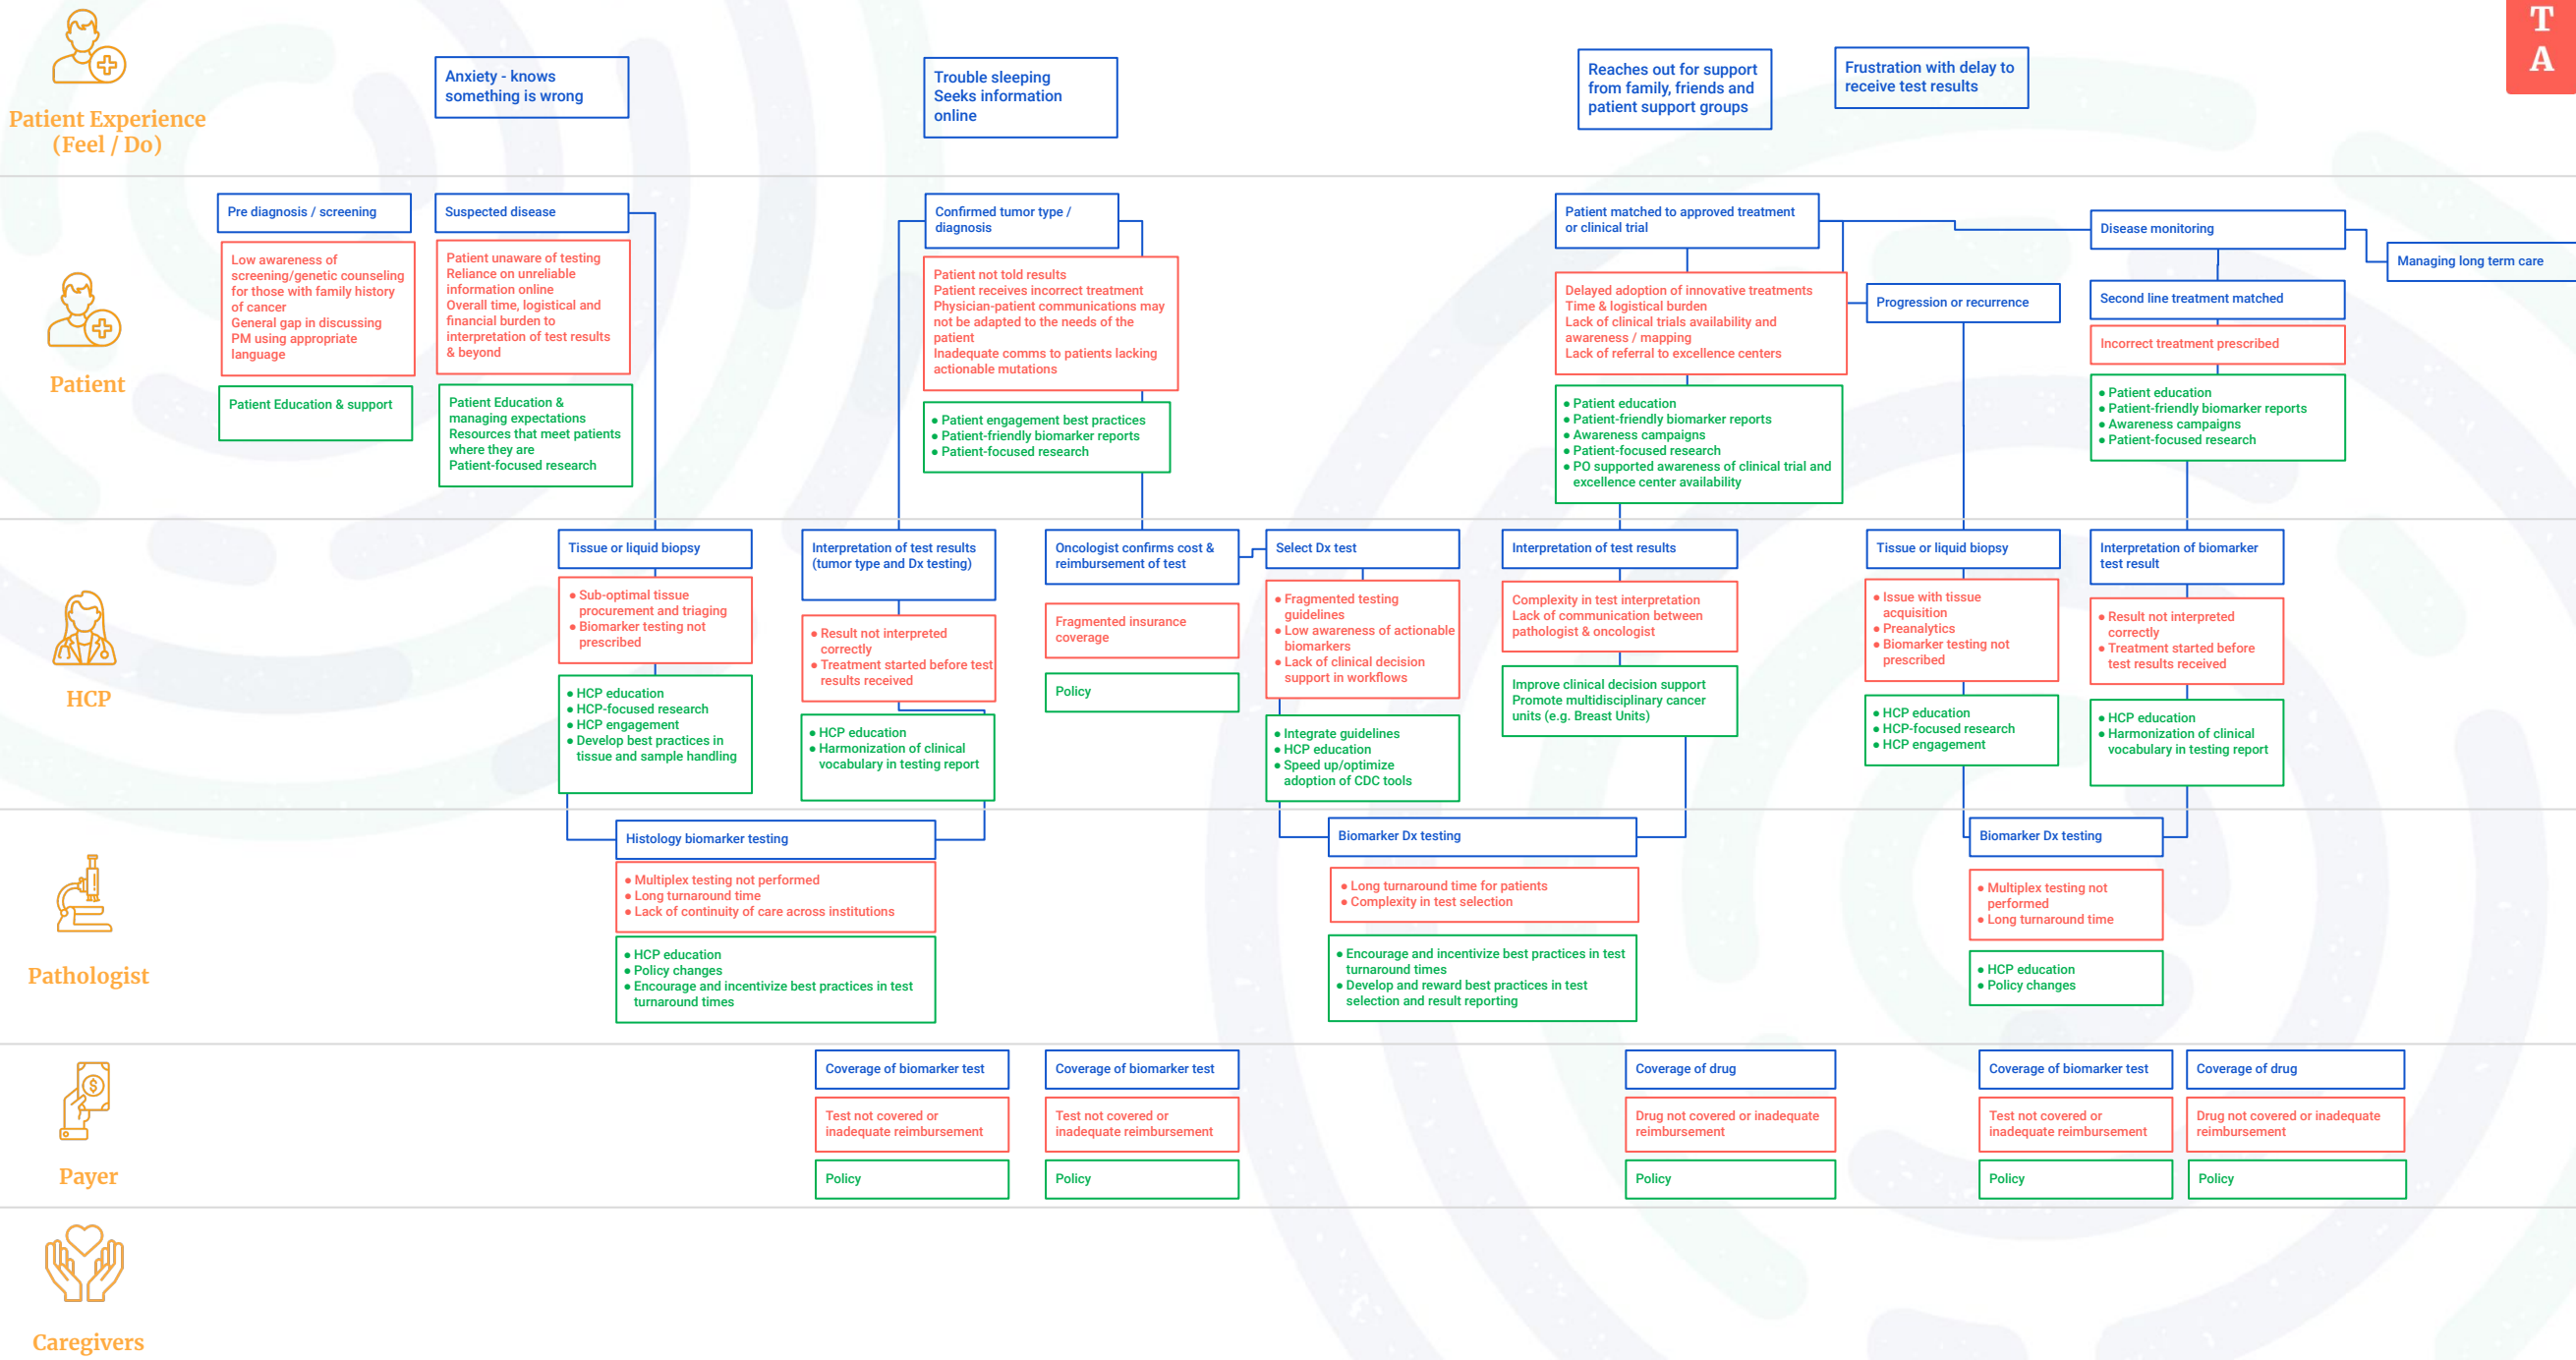 T
A
Patient Experience
(Feel / Do)
Anxiety - knows
something is wrong
Trouble sleeping
Seeks information
online
Reaches out for support
from family, friends and
patient support groups
Frustration with delay to
receive test results
Patient
Pre diagnosis / screening
Low awareness of
screening/genetic counseling
for those with family history
of cancer
General gap in discussing
PM using appropriate
language
Patient Education & support
Suspected disease
Patient unaware of testing
Reliance on unreliable
information online
Overall time, logistical and
financial burden to
interpretation of test results
& beyond
Patient Education &
managing expectations
Resources that meet patients
where they are
Patient-focused research
Confirmed tumor type /
diagnosis
Patient not told results
Patient receives incorrect treatment
Physician-patient communications may
not be adapted to the needs of the
patient
Inadequate comms to patients lacking
actionable mutations
● Patient engagement best practices
● Patient-friendly biomarker reports
● Patient-focused research
Patient matched to approved treatment
or clinical trial
Delayed adoption of innovative treatments
Time & logistical burden
Lack of clinical trials availability and
awareness / mapping
Lack of referral to excellence centers
● Patient education
● Patient-friendly biomarker reports
● Awareness campaigns
● Patient-focused research
● PO supported awareness of clinical trial and
excellence center availability
Progression or recurrence
Disease monitoring
Second line treatment matched
Incorrect treatment prescribed
● Patient education
● Patient-friendly biomarker reports
● Awareness campaigns
● Patient-focused research
Managing long term care
HCP
Tissue or liquid biopsy
● Sub-optimal tissue
procurement and triaging
● Biomarker testing not
prescribed
● HCP education
● HCP-focused research
● HCP engagement
● Develop best practices in
tissue and sample handling
Interpretation of test results
(tumor type and Dx testing)
● Result not interpreted
correctly
● Treatment started before test
results received
● HCP education
● Harmonization of clinical
vocabulary in testing report
Oncologist confirms cost &
reimbursement of test
Fragmented insurance
coverage
Policy
Select Dx test
● Fragmented testing
guidelines
● Low awareness of actionable
biomarkers
● Lack of clinical decision
support in workflows
● Integrate guidelines
● HCP education
● Speed up/optimize
adoption of CDC tools
Interpretation of test results
Complexity in test interpretation
Lack of communication between
pathologist & oncologist
Improve clinical decision support
Promote multidisciplinary cancer
units (e.g. Breast Units)
Tissue or liquid biopsy
● Issue with tissue
acquisition
● Preanalytics
● Biomarker testing not
prescribed
● HCP education
● HCP-focused research
● HCP engagement
Interpretation of biomarker
test result
● Result not interpreted
correctly
● Treatment started before
test results received
● HCP education
● Harmonization of clinical
vocabulary in testing report
Pathologist
Histology biomarker testing
● Multiplex testing not performed
● Long turnaround time
● Lack of continuity of care across institutions
● HCP education
● Policy changes
● Encourage and incentivize best practices in test
turnaround times
Biomarker Dx testing
● Long turnaround time for patients
● Complexity in test selection
● Encourage and incentivize best practices in test
turnaround times
● Develop and reward best practices in test
selection and result reporting
Biomarker Dx testing
● Multiplex testing not
performed
● Long turnaround time
● HCP education
● Policy changes
Payer
Coverage of biomarker test
Test not covered or
inadequate reimbursement
Policy
Coverage of biomarker test
Test not covered or
inadequate reimbursement
Policy
Coverage of drug
Drug not covered or inadequate
reimbursement
Policy
Coverage of biomarker test
Test not covered or
inadequate reimbursement
Policy
Coverage of drug
Drug not covered or inadequate
reimbursement
Policy
Caregivers